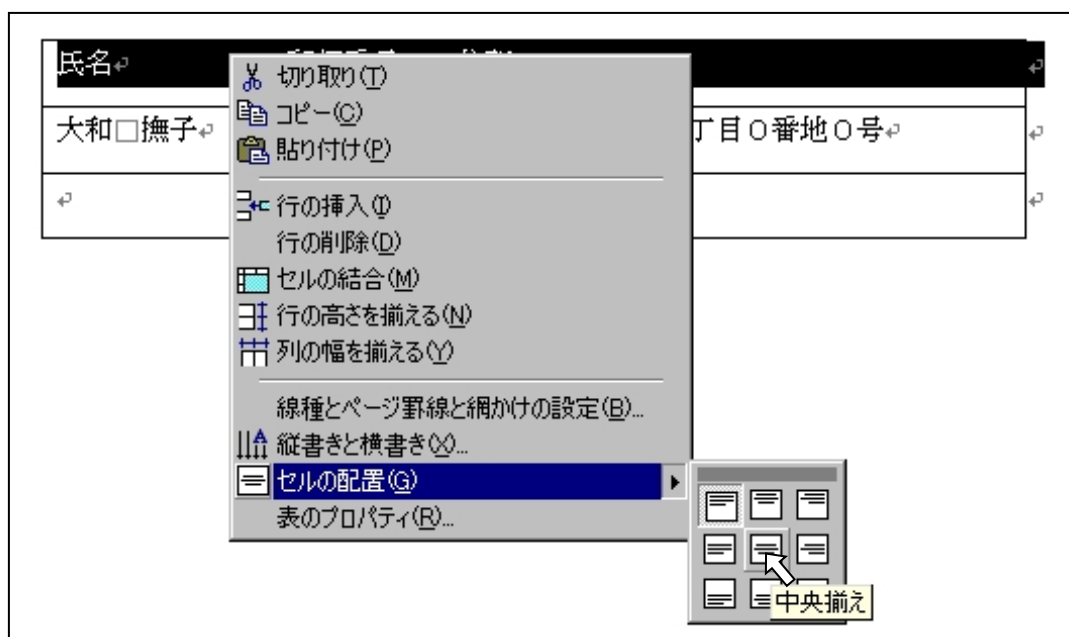 氏名
切り取り(T)
コピー(C)
大和□撫子
丁目０番地０号
貼り付け(P)
行の挿入(I)
行の削除(D)
セルの結合(M)
行の高さを揃える(N)
列の幅を揃える(Y)
線種とページ罫線と網かけの設定(B)...
縦書きと横書き(X)...
セルの配置(G)
表のプロパティ(R)...
中央揃え